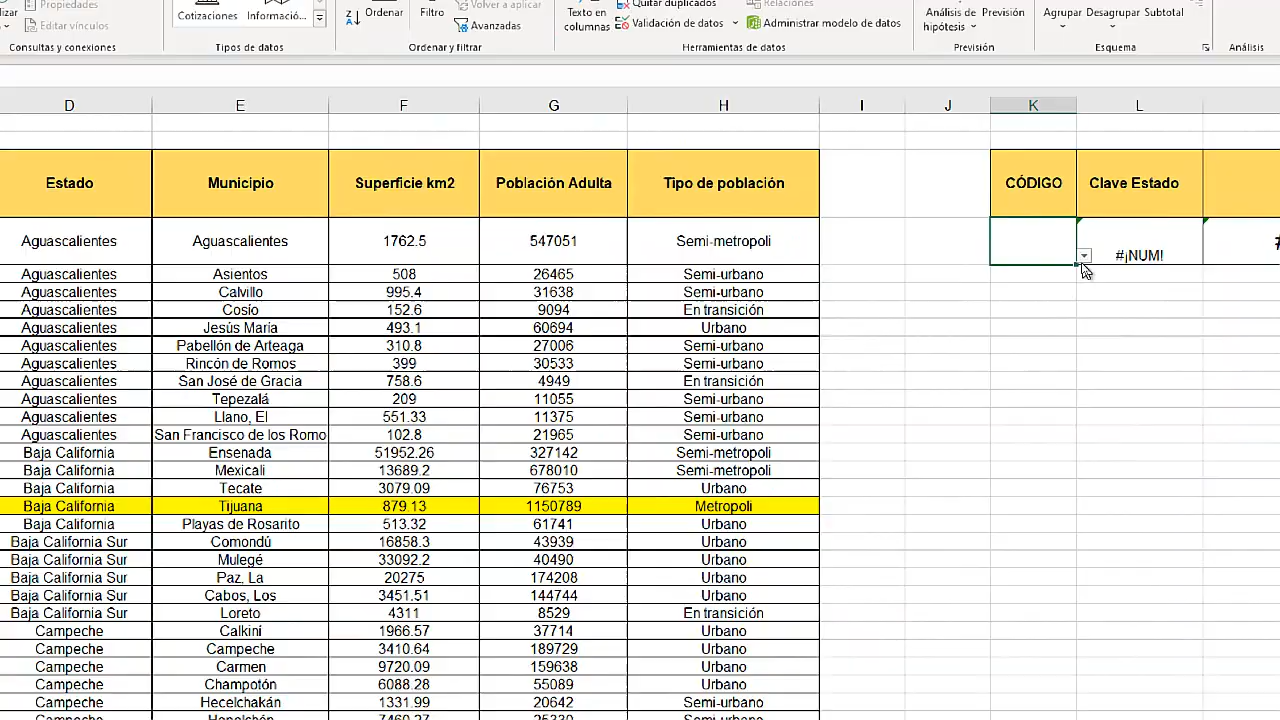 Propiedades
Editar vínculos
Consultas y conexiones
Cotizaciones Informació...
Tipos de datos
Ordenar
Filtro
Volver a aplicar
Avanzadas
Ordenar y filtrar
Texto en
columnas
Quitar duplicados
Validación de datos
Relaciones
Administrar modelo de datos
Herramientas de datos
Análisis de
hipótesis
Previsión
Previsión
Agrupar Desagrupar Subtotal
Esquema
Análisis
D E F G H I J K L
Estado Municipio Superficie km2 Población Adulta Tipo de población CÓDIGO Clave Estado
Aguascalientes Aguascalientes 1762.5 547051 Semi-metropoli #¡NUM! #
Aguascalientes Asientos 508 26465 Semi-urbano
Aguascalientes Calvillo 995.4 31638 Semi-urbano
Aguascalientes Cosío 152.6 9094 En transición
Aguascalientes Jesús María 493.1 60694 Urbano
Aguascalientes Pabellón de Arteaga 310.8 27006 Semi-urbano
Aguascalientes Rincón de Romos 399 30533 Semi-urbano
Aguascalientes San José de Gracia 758.6 4949 En transición
Aguascalientes Tepezalá 209 11055 Semi-urbano
Aguascalientes Llano, El 551.33 11375 Semi-urbano
Aguascalientes San Francisco de los Romo 102.8 21965 Semi-urbano
Baja California Ensenada 51952.26 327142 Semi-metropoli
Baja California Mexicali 13689.2 678010 Semi-metropoli
Baja California Tecate 3079.09 76753 Urbano
Baja California Tijuana 879.13 1150789 Metropoli
Baja California Playas de Rosarito 513.32 61741 Urbano
Baja California Sur Comondú 16858.3 43939 Urbano
Baja California Sur Mulegé 33092.2 40490 Urbano
Baja California Sur Paz, La 20275 174208 Urbano
Baja California Sur Cabos, Los 3451.51 144744 Urbano
Baja California Sur Loreto 4311 8529 En transición
Campeche Calkiní 1966.57 37714 Urbano
Campeche Campeche 3410.64 189729 Urbano
Campeche Carmen 9720.09 159638 Urbano
Campeche Champotón 6088.28 55089 Urbano
Campeche Hecelchakán 1331.99 20642 Semi-urbano